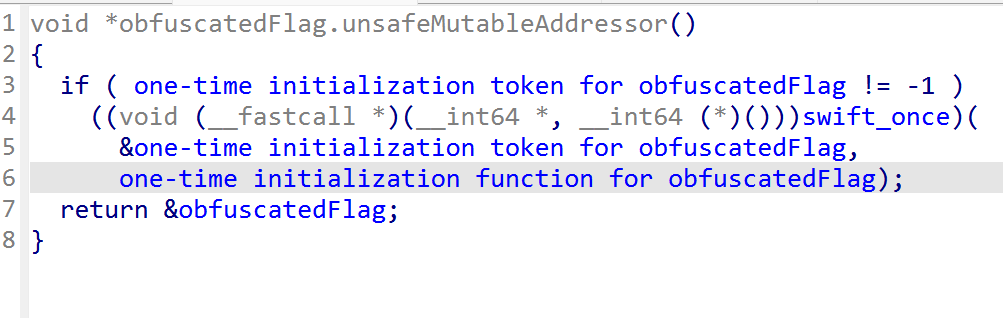 1 void *obfuscatedFlag.unsafeMutableAddressor()
2 {
3   if ( one-time initialization token for obfuscatedFlag != -1 )
4     ((void (__fastcall *)(__int64 *, __int64 (*)()))swift_once)(
5       &one-time initialization token for obfuscatedFlag,
6       one-time initialization function for obfuscatedFlag);
7   return &obfuscatedFlag;
8 }